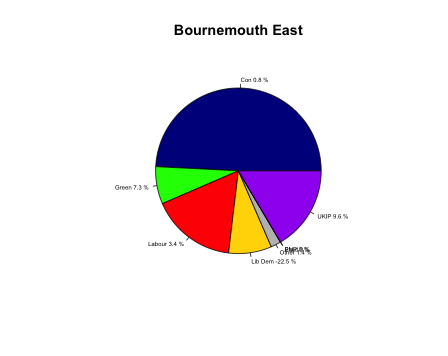 Bournemouth East
Con 0.8 %
Green 7.3 %
UKIP 9.6 %
Labour 3.4 %
Other 1.4 %
Lib Dem -22.5 %